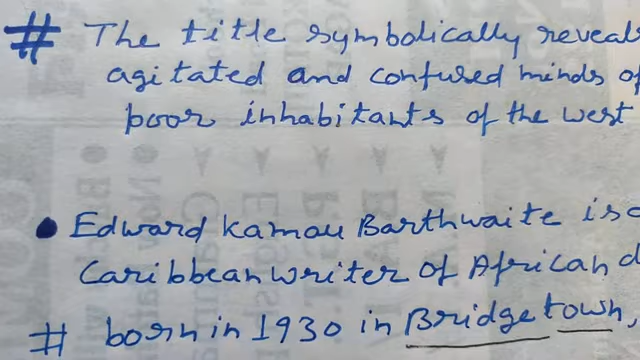 # The title symbolically reveals
agitated and confused minds of
poor inhabitants of the west
• Edward Kamau Barthwaite is
Caribbean writer of African
# born in 1930 in Bridgetown,